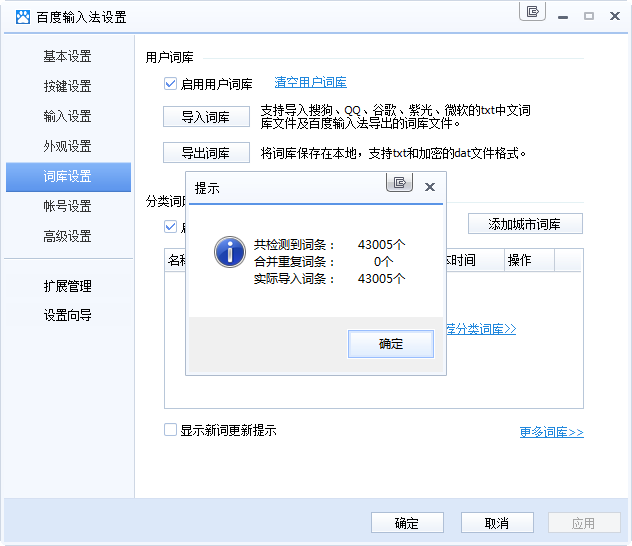 百度输入法设置
基本设置
按键设置
输入设置
外观设置
词库设置
帐号设置
高级设置
扩展管理
设置向导
用户词库
启用用户词库 清空用户词库
导入词库
支持导入搜狗、QQ、谷歌、紫光、微软的txt中文词
库文件及百度输入法导出的词库文件。
导出词库
将词库保存在本地，支持txt和加密的dat文件格式。
分类词库
添加城市词库
名称
时间 操作
荐分类词库>>
提示
共检测到词条： 43005个
合并重复词条： 0个
实际导入词条： 43005个
确定
显示新词更新提示
更多词库>>
确定 取消 应用